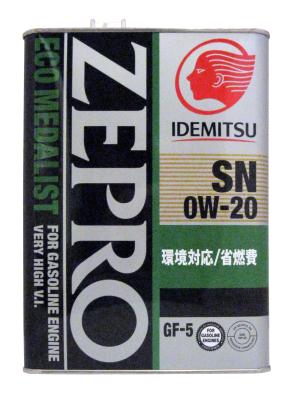 ZEPRO
ECO MEDALIST
FOR GASOLINE ENGINE
VERY HIGH V.I.
IDEMITSU
SN
0W-20
環境対応/省燃費
GF-5
FOR
GASOLINE
ENGINES